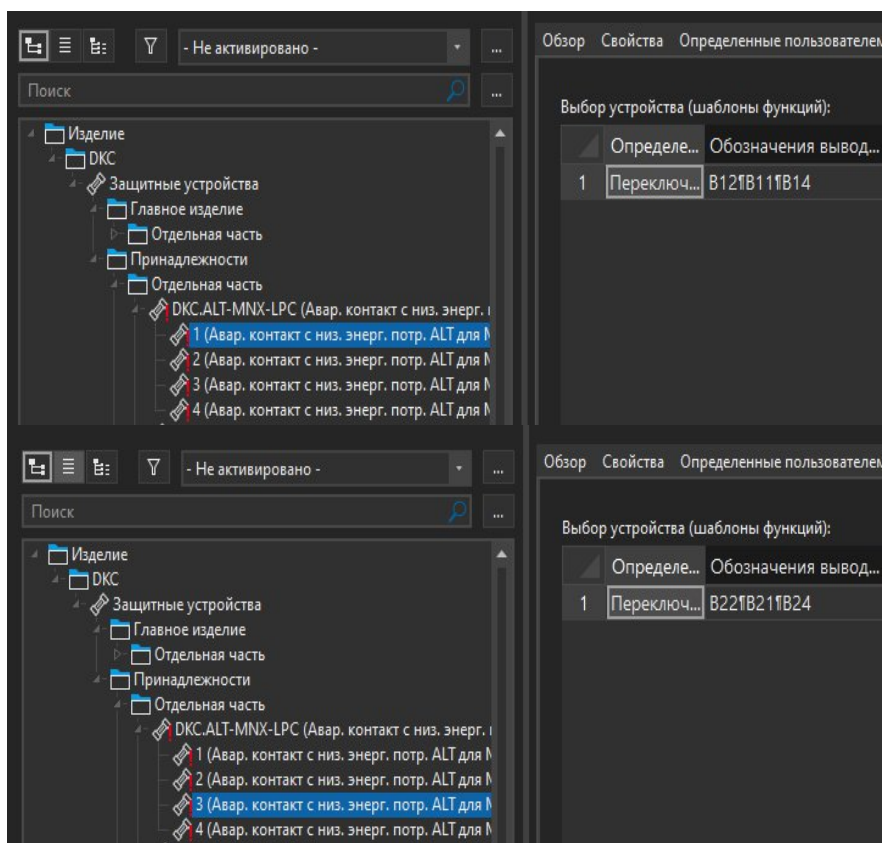 - Не активировано -
...
Поиск
...
Изделие
DKC
Защитные устройства
Главное изделие
Отдельная часть
Принадлежности
Отдельная часть
DKC.ALT-MNX-LPC (Авар. контакт с низ. энерг.
1 (Авар. контакт с низ. энерг. потр. ALT для
2 (Авар. контакт с низ. энерг. потр. ALT для
3 (Авар. контакт с низ. энерг. потр. ALT для
4 (Авар. контакт с низ. энерг. потр. ALT для
Обзор Свойства Определенные пользователем
Выбор устройства (шаблоны функций):
Определе... Обозначения вывод...
1 Переключ... B12¶B11¶B14
- Не активировано -
...
Поиск
...
Изделие
DKC
Защитные устройства
Главное изделие
Отдельная часть
Принадлежности
Отдельная часть
DKC.ALT-MNX-LPC (Авар. контакт с низ. энерг.
1 (Авар. контакт с низ. энерг. потр. ALT для
2 (Авар. контакт с низ. энерг. потр. ALT для
3 (Авар. контакт с низ. энерг. потр. ALT для
4 (Авар. контакт с низ. энерг. потр. ALT для
Обзор Свойства Определенные пользователем
Выбор устройства (шаблоны функций):
Определе... Обозначения вывод...
1 Переключ... B22¶B21¶B24